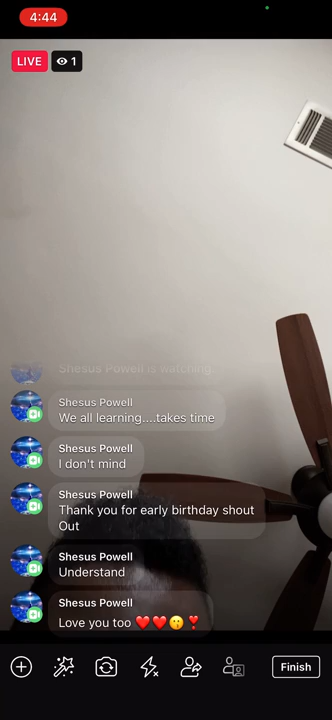 4:44
LIVE 1
Shesus Powell is watching
Shesus Powell
We all learning....takes time
Shesus Powell
I don't mind
Shesus Powell
Thank you for early birthday shout
Out
Shesus Powell
Understand
Shesus Powell
Love you too ❤️❤️😗❣️
Finish